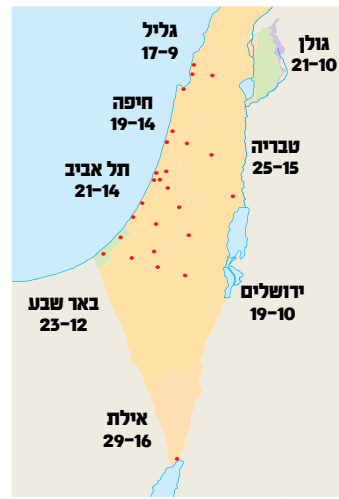 גליל
17–9
גולן
21–10
חיפה
19–14
טבריה
25–15
תל אביב
21–14
ירושלים
19–10
באר שבע
23–12
אילת
29–16